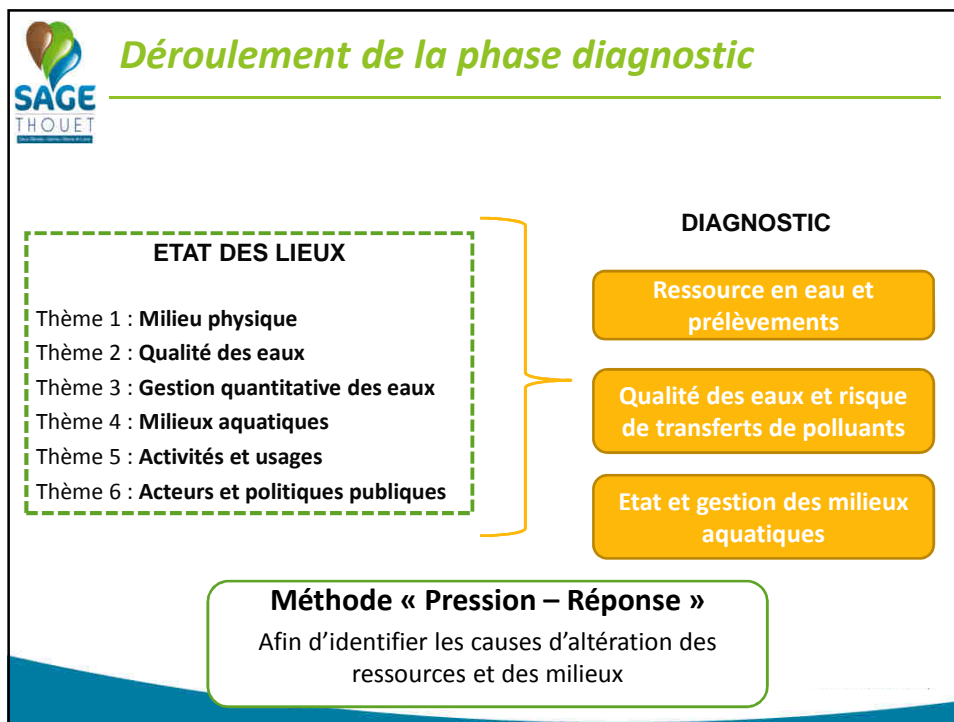 Déroulement de la phase diagnostic
SAGE
THOUET
ETAT DES LIEUX
Thème 1 : Milieu physique
Thème 2 : Qualité des eaux
Thème 3 : Gestion quantitative des eaux
Thème 4 : Milieux aquatiques
Thème 5 : Activités et usages
Thème 6 : Acteurs et politiques publiques
DIAGNOSTIC
Ressource en eau et
prélèvements
Qualité des eaux et risque
de transferts de polluants
Etat et gestion des milieux
aquatiques
Méthode « Pression – Réponse »
Afin d’identifier les causes d’altération des
ressources et des milieux